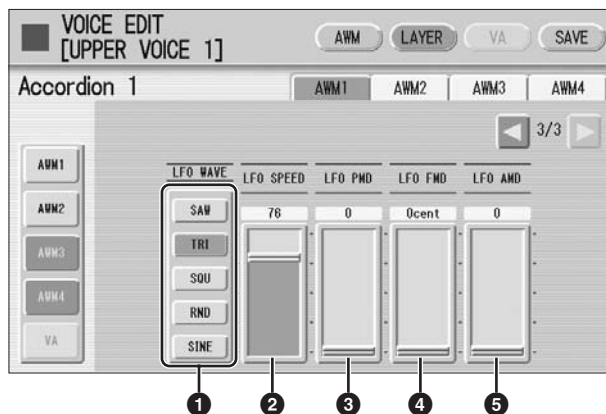 VOICE EDIT
[UPPER VOICE 1]
AWM LAYER VA SAVE
Accordion 1
AWM1 AWM2 AWM3 AWM4
3/3
AWM1
AWM2
AWM3
AWM4
VA
LFO WAVE LFO SPEED LFO PMD LFO FMD LFO AMD
SAW
TRI
SQU
RND
SINE
76 0 0cent 0
1 2 3 4 5